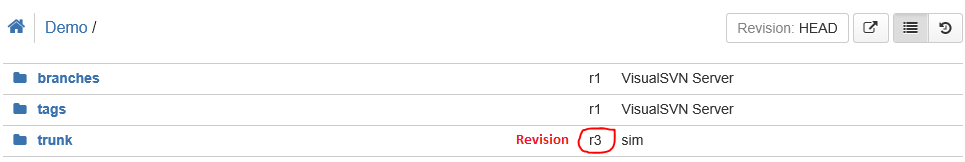 Demo / Revision: HEAD
branches r1 VisualSVN Server
tags r1 VisualSVN Server
trunk Revision r3 sim